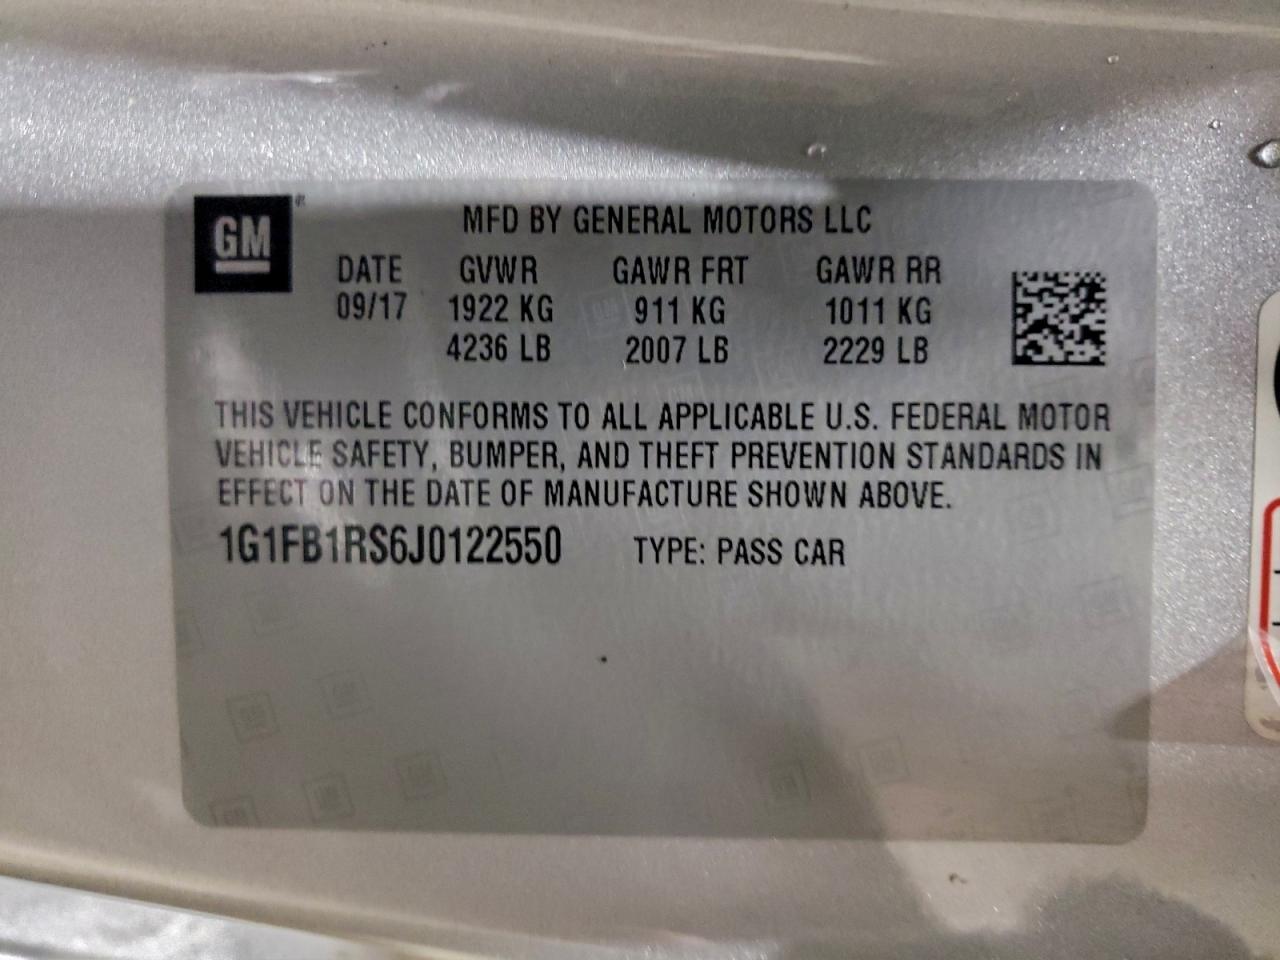 GM
MFD BY GENERAL MOTORS LLC
DATE GVWR GAWR FRT GAWR RR
09/17 1922 KG 911 KG 1011 KG
4236 LB 2007 LB 2229 LB
THIS VEHICLE CONFORMS TO ALL APPLICABLE U.S. FEDERAL MOTOR
VEHICLE SAFETY, BUMPER, AND THEFT PREVENTION STANDARDS IN
EFFECT ON THE DATE OF MANUFACTURE SHOWN ABOVE.
1G1FB1RS6J0122550 TYPE: PASS CAR